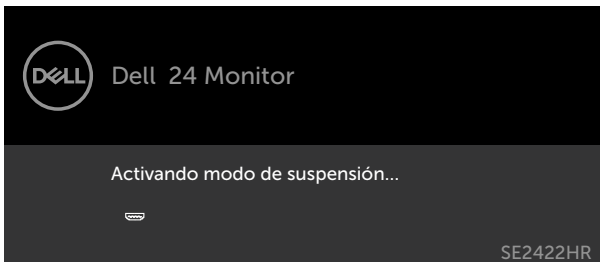 DELL
Dell 24 Monitor
Activando modo de suspensión...
SE2422HR